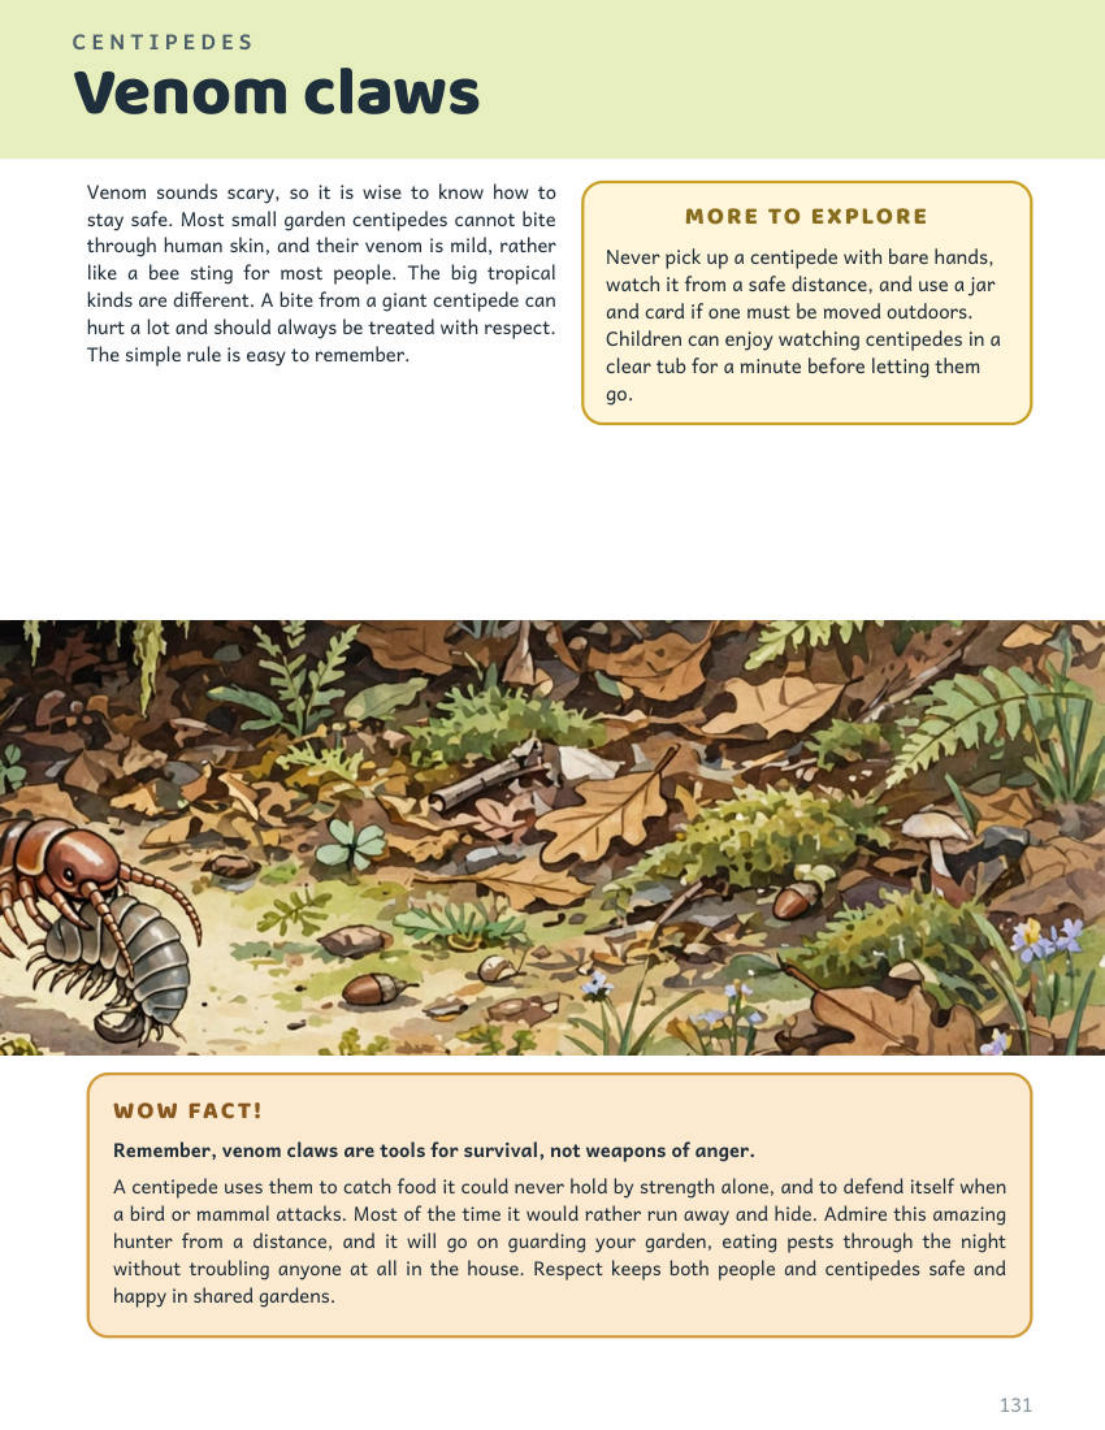 CENTIPEDES
Venom claws
Venom sounds scary, so it is wise to know how to
stay safe. Most small garden centipedes cannot bite
through human skin, and their venom is mild, rather
like a bee sting for most people. The big tropical
kinds are different. A bite from a giant centipede can
hurt a lot and should always be treated with respect.
The simple rule is easy to remember.
MORE TO EXPLORE
Never pick up a centipede with bare hands,
watch it from a safe distance, and use a jar
and card if one must be moved outdoors.
Children can enjoy watching centipedes in a
clear tub for a minute before letting them
go.
WOW FACT!
Remember, venom claws are tools for survival, not weapons of anger.
A centipede uses them to catch food it could never hold by strength alone, and to defend itself when
a bird or mammal attacks. Most of the time it would rather run away and hide. Admire this amazing
hunter from a distance, and it will go on guarding your garden, eating pests through the night
without troubling anyone at all in the house. Respect keeps both people and centipedes safe and
happy in shared gardens.
131